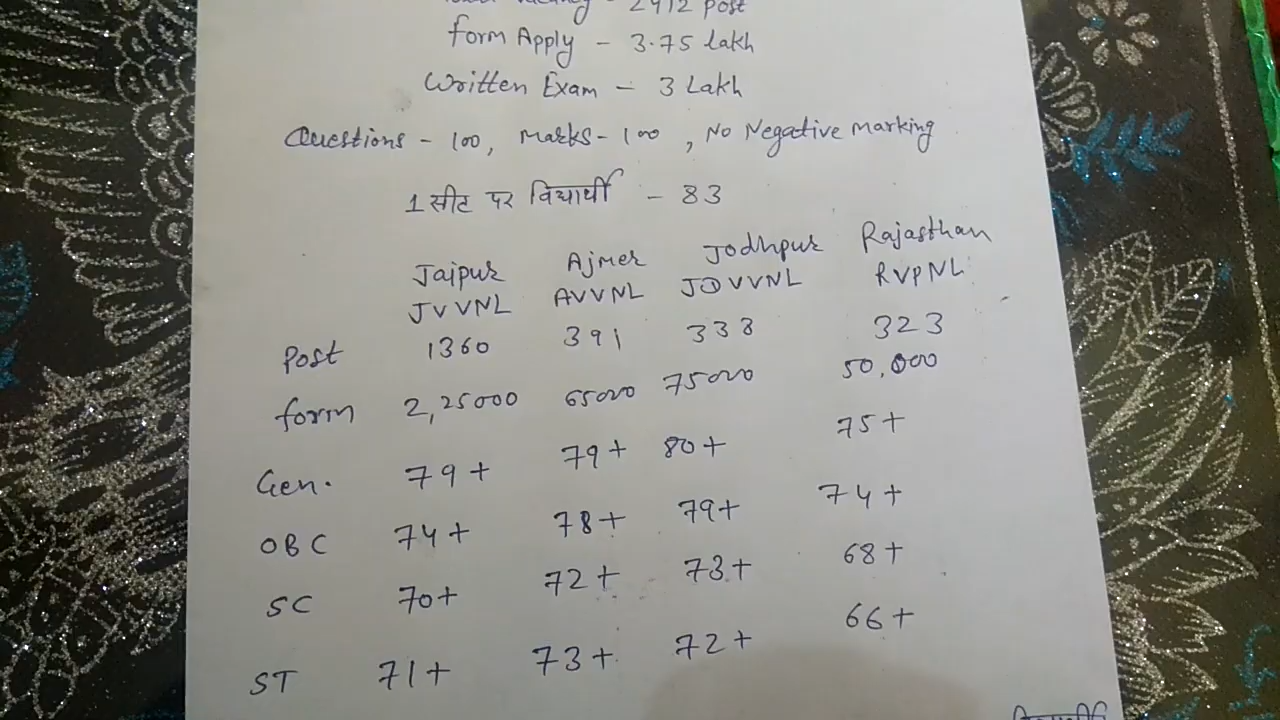 Total Vacancy - 2412 Post
Form Apply - 3.75 lakh
Written Exam - 3 Lakh
Questions - 100, Marks - 100, No Negative Marking
1 सीट पर विद्यार्थी - 83
Jaipur Ajmer Jodhpur Rajasthan
JVVNL AVVNL JDVVNL RVPNL
Post 1360 391 338 323
form 2,25000 65000 75000 50,000
Gen. 79+ 79+ 80+ 75+
OBC 74+ 78+ 79+ 74+
SC 70+ 72+ 73+ 68+
ST 71+ 73+ 72+ 66+